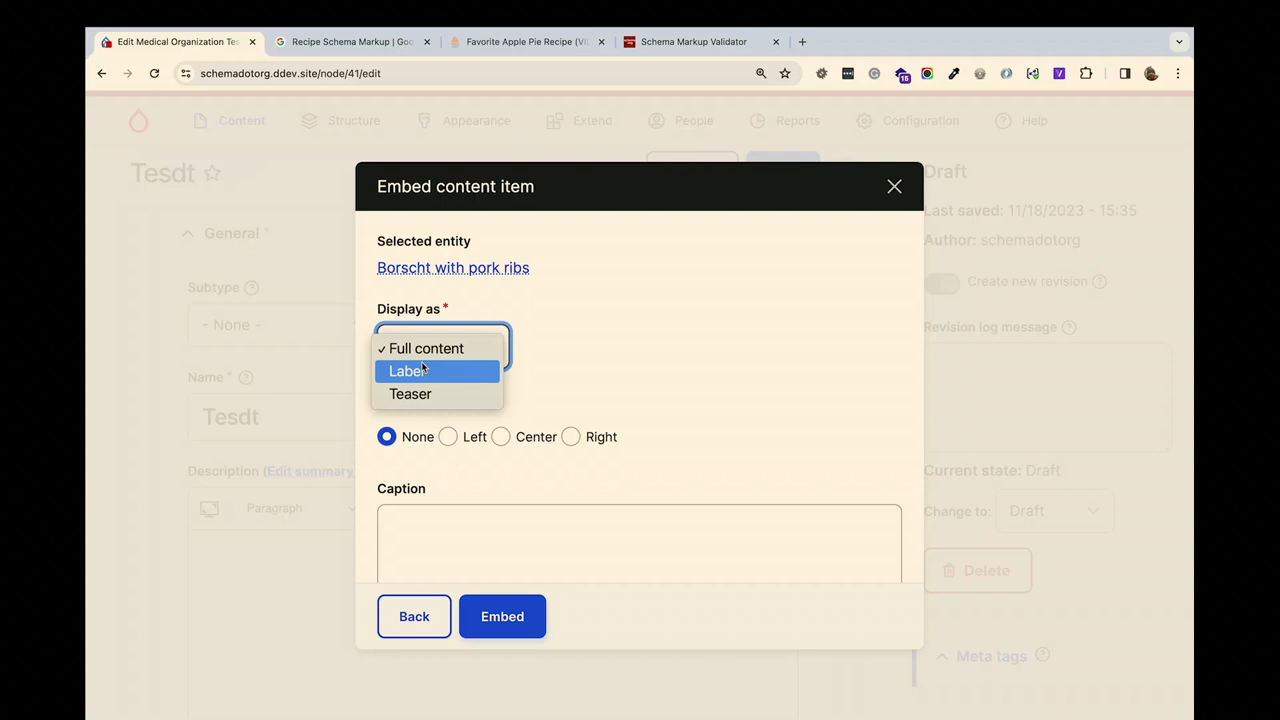 Edit Medical Organization Tes
Recipe Schema Markup | Goo
Favorite Apple Pie Recipe (VI
Schema Markup Validator
schemadotorg.ddev.site/node/41/edit
15
Content
Structure
Appearance
Extend
People
Reports
Configuration
Help
Tesdt
General *
Subtype
- None -
Name *
Tesdt
Description (Edit summary
Paragraph
Embed content item
Selected entity
Borscht with pork ribs
Display as *
✓ Full content
Label
Teaser
None
Left
Center
Right
Caption
Back
Embed
Draft
Last saved: 11/18/2023 - 15:35
Author: schemadotorg
Create new revision
Revision log message
Current state: Draft
Change to:
Draft
Delete
Meta tags